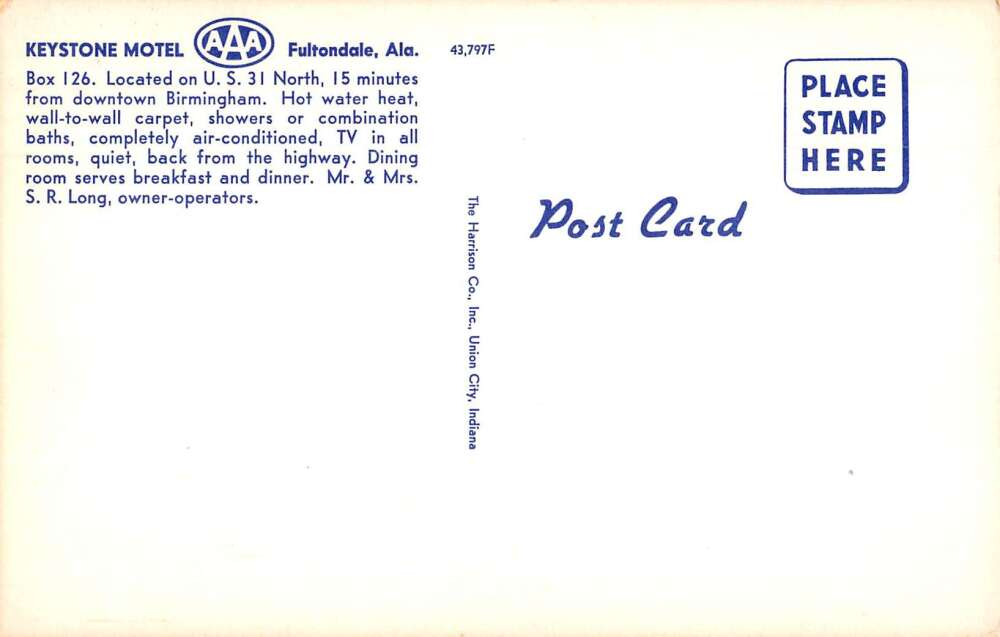 KEYSTONE MOTEL AAA Fultondale, Ala. 43,797F
Box 126. Located on U. S. 31 North, 15 minutes
from downtown Birmingham. Hot water heat,
wall-to-wall carpet, showers or combination
baths, completely air-conditioned, TV in all
rooms, quiet, back from the highway. Dining
room serves breakfast and dinner. Mr. & Mrs.
S. R. Long, owner-operators.
The Harrison Co., Inc., Union City, Indiana
Post Card
PLACE
STAMP
HERE